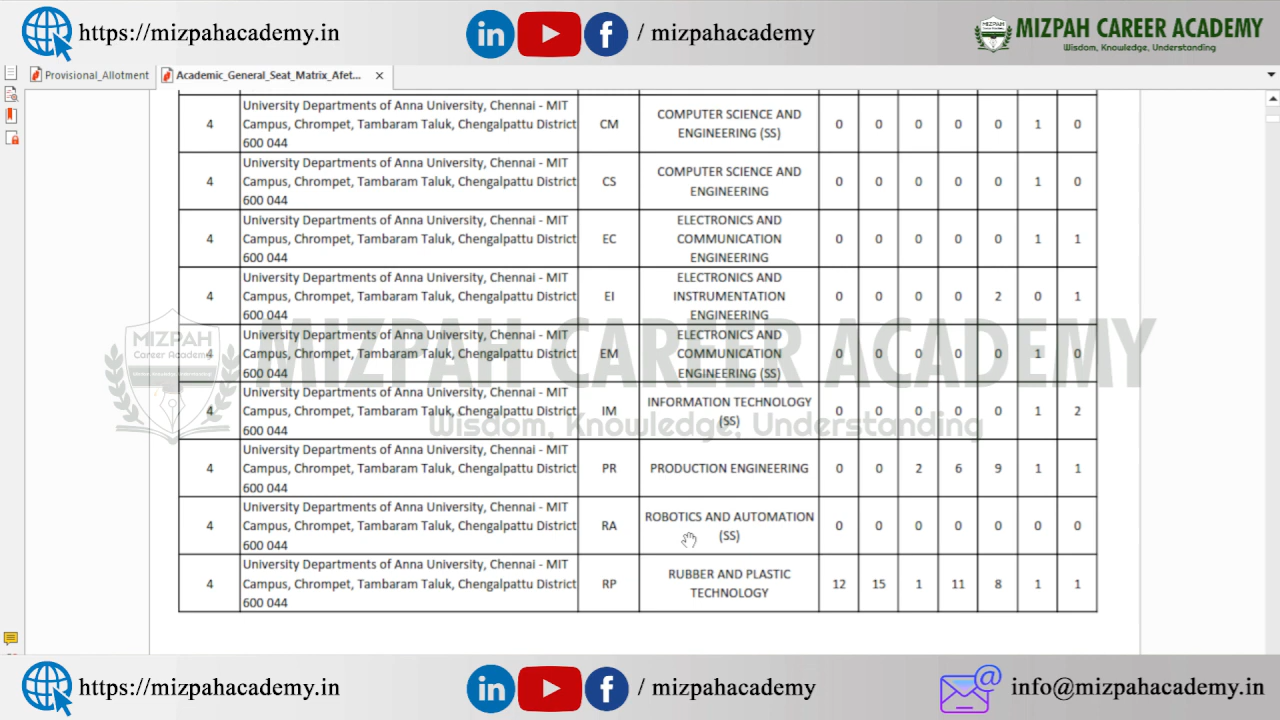 https://mizpahacademy.in
in
f
/ mizpahacademy
MIZPAH CAREER ACADEMY
Wisdom, Knowledge, Understanding
Provisional_Allotment
Academic_General_Seat_Matrix_Afet...
4
University Departments of Anna University, Chennai - MIT
Campus, Chrompet, Tambaram Taluk, Chengalpattu District
600 044
CM
COMPUTER SCIENCE AND
ENGINEERING (SS)
0 0 0 0 0 1 0
4
University Departments of Anna University, Chennai - MIT
Campus, Chrompet, Tambaram Taluk, Chengalpattu District
600 044
CS
COMPUTER SCIENCE AND
ENGINEERING
0 0 0 0 0 1 0
4
University Departments of Anna University, Chennai - MIT
Campus, Chrompet, Tambaram Taluk, Chengalpattu District
600 044
EC
ELECTRONICS AND
COMMUNICATION
ENGINEERING
0 0 0 0 0 1 1
4
University Departments of Anna University, Chennai - MIT
Campus, Chrompet, Tambaram Taluk, Chengalpattu District
600 044
EI
ELECTRONICS AND
INSTRUMENTATION
ENGINEERING
0 0 0 0 2 0 1
4
University Departments of Anna University, Chennai - MIT
Campus, Chrompet, Tambaram Taluk, Chengalpattu District
600 044
EM
ELECTRONICS AND
COMMUNICATION
ENGINEERING (SS)
0 0 0 0 0 1 0
4
University Departments of Anna University, Chennai - MIT
Campus, Chrompet, Tambaram Taluk, Chengalpattu District
600 044
IM
INFORMATION TECHNOLOGY
(SS)
0 0 0 0 0 1 2
4
University Departments of Anna University, Chennai - MIT
Campus, Chrompet, Tambaram Taluk, Chengalpattu District
600 044
PR
PRODUCTION ENGINEERING
0 0 2 6 9 1 1
4
University Departments of Anna University, Chennai - MIT
Campus, Chrompet, Tambaram Taluk, Chengalpattu District
600 044
RA
ROBOTICS AND AUTOMATION
(SS)
0 0 0 0 0 0 0
4
University Departments of Anna University, Chennai - MIT
Campus, Chrompet, Tambaram Taluk, Chengalpattu District
600 044
RP
RUBBER AND PLASTIC
TECHNOLOGY
12 15 1 11 8 1 1
MIZPAH
Career Academy
MIZPAH CAREER ACADEMY
Wisdom, Knowledge, Understanding
https://mizpahacademy.in
in
f
/ mizpahacademy
@
info@mizpahacademy.in